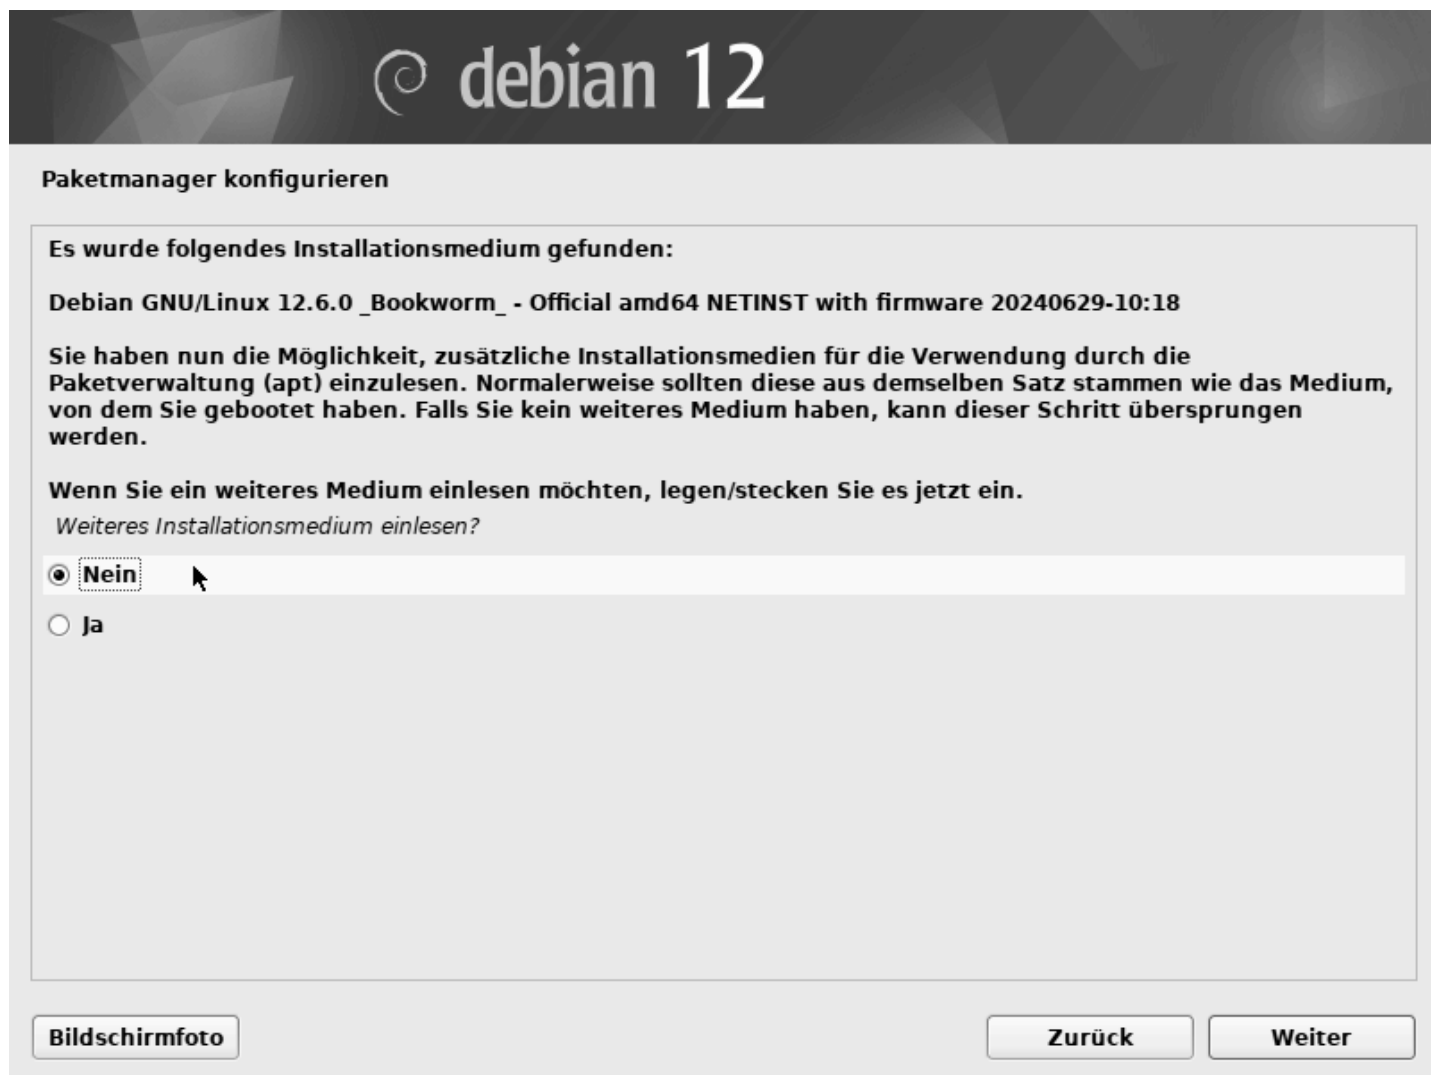 debian 12
Paketmanager konfigurieren
Es wurde folgendes Installationsmedium gefunden:
Debian GNU/Linux 12.6.0 _Bookworm_ - Official amd64 NETINST with firmware 20240629-10:18
Sie haben nun die Möglichkeit, zusätzliche Installationsmedien für die Verwendung durch die
Paketverwaltung (apt) einzulesen. Normalerweise sollten diese aus demselben Satz stammen wie das Medium,
von dem Sie gebootet haben. Falls Sie kein weiteres Medium haben, kann dieser Schritt übersprungen
werden.
Wenn Sie ein weiteres Medium einlesen möchten, legen/stecken Sie es jetzt ein.
Weiteres Installationsmedium einlesen?
Nein
Ja
Bildschirmfoto
Zurück
Weiter